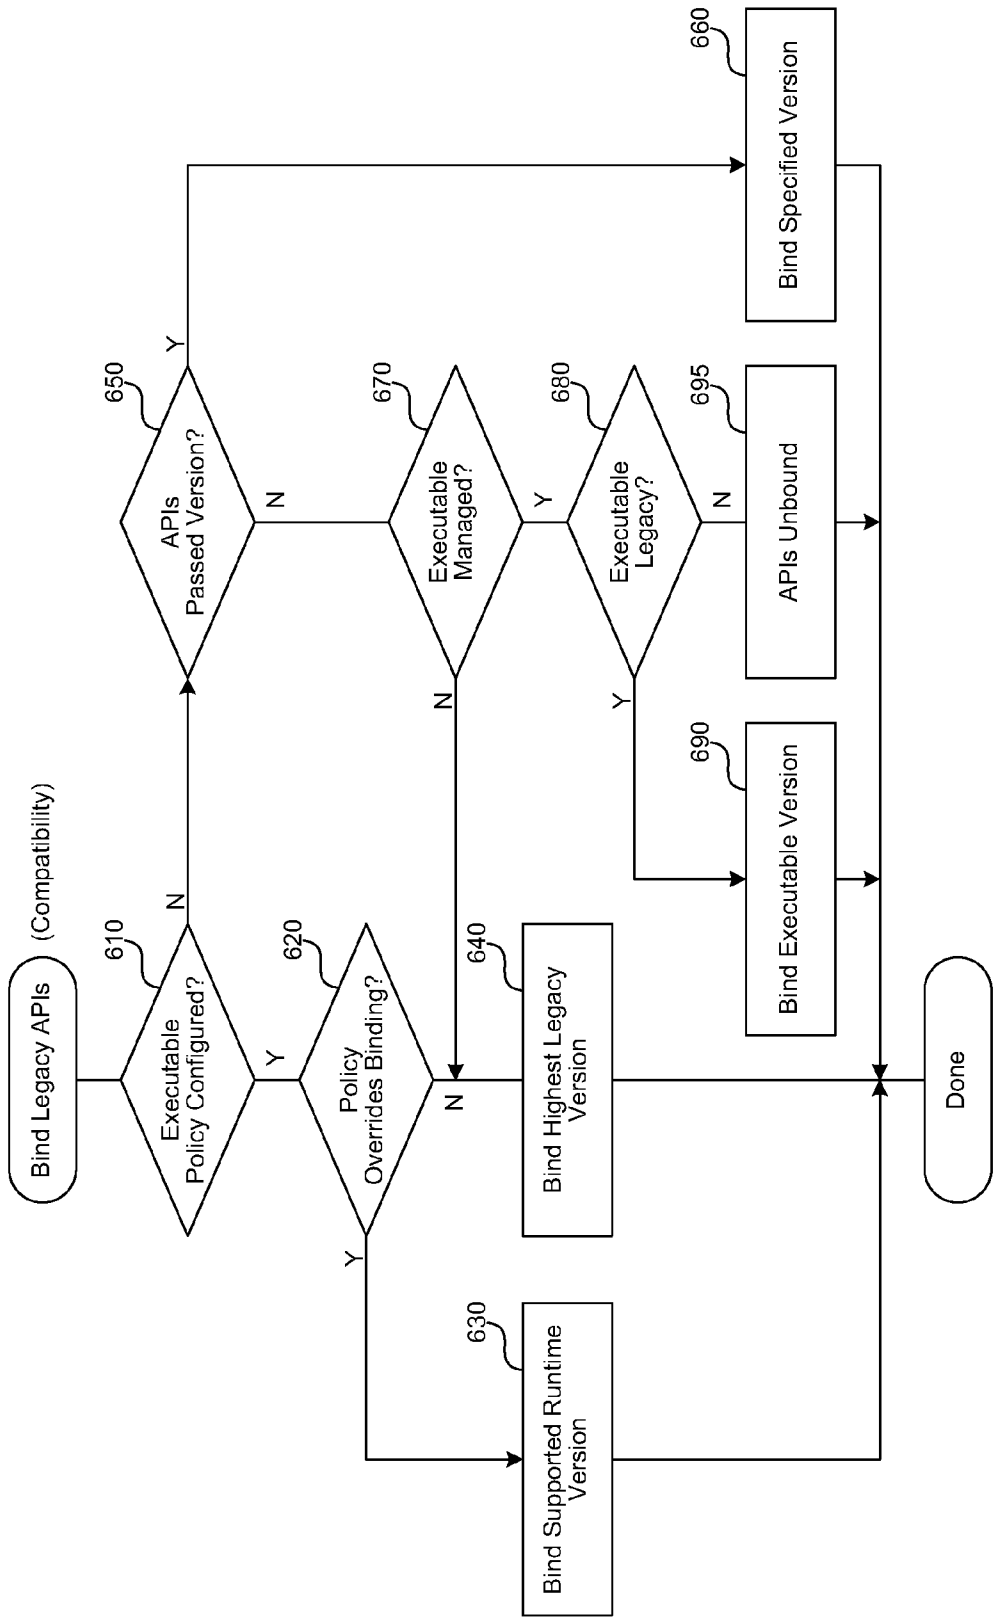 Bind Legacy APIs
(Compatibility)
610
Executable
Policy Configured?
N
Y
650
APIs
Passed Version?
Y
N
620
Policy
Overrides Binding?
Y
N
670
Executable
Managed?
N
Y
680
Executable
Legacy?
Y
N
630
Bind Supported Runtime
Version
640
Bind Highest Legacy
Version
690
Bind Executable Version
695
APIs Unbound
660
Bind Specified Version
Done